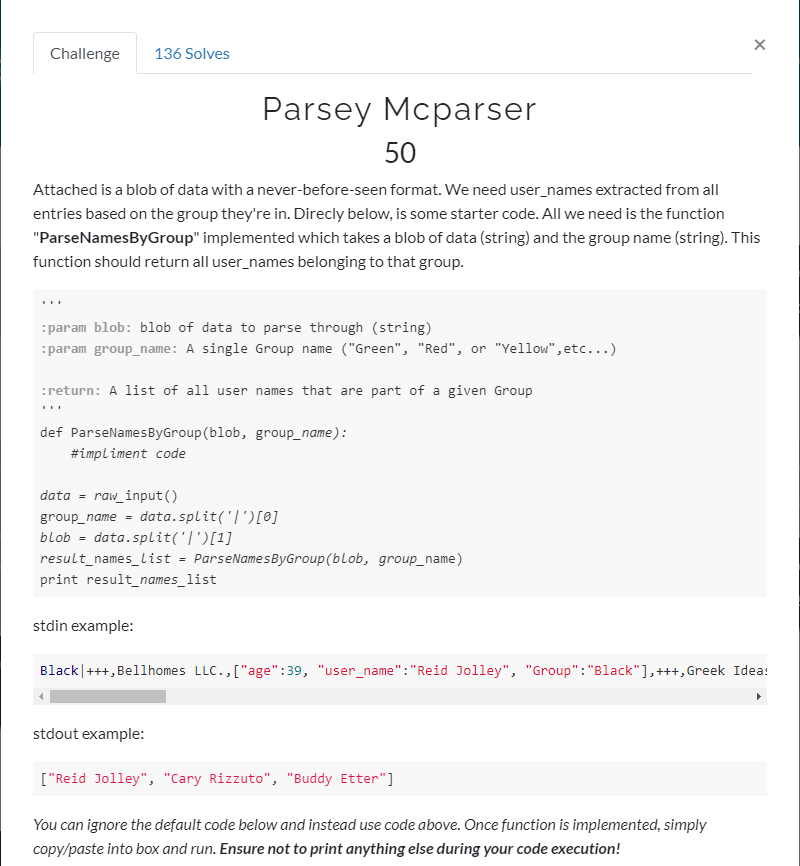 Challenge
136 Solves
×
Parsey Mcparser
50
Attached is a blob of data with a never-before-seen format. We need user_names extracted from all
entries based on the group they're in. Direcly below, is some starter code. All we need is the function
"ParseNamesByGroup" implemented which takes a blob of data (string) and the group name (string). This
function should return all user_names belonging to that group.
'''
:param blob: blob of data to parse through (string)
:param group_name: A single Group name ("Green", "Red", or "Yellow",etc...)
:return: A list of all user names that are part of a given Group
'''
def ParseNamesByGroup(blob, group_name):
#impliment code
data = raw_input()
group_name = data.split('|')[0]
blob = data.split('|')[1]
result_names_list = ParseNamesByGroup(blob, group_name)
print result_names_list
stdin example:
Black|+++,Bellhomes LLC.,["age":39, "user_name":"Reid Jolley", "Group":"Black"],+++,Greek Ideas
stdout example:
["Reid Jolley", "Cary Rizzuto", "Buddy Etter"]
You can ignore the default code below and instead use code above. Once function is implemented, simply
copy/paste into box and run. Ensure not to print anything else during your code execution!